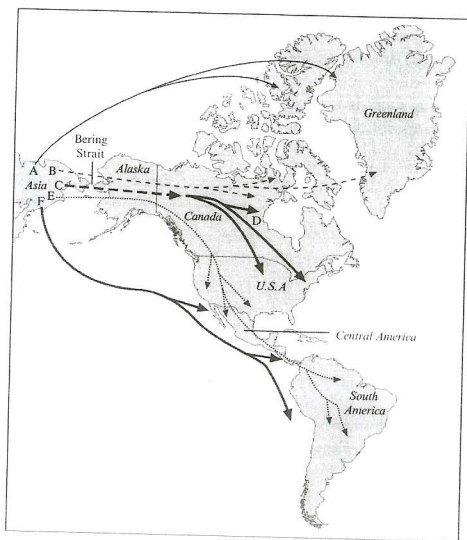 Greenland
Bering
Strait
Alaska
A B
Asia C
E
F
Canada
D
U.S.A
Central America
South
America